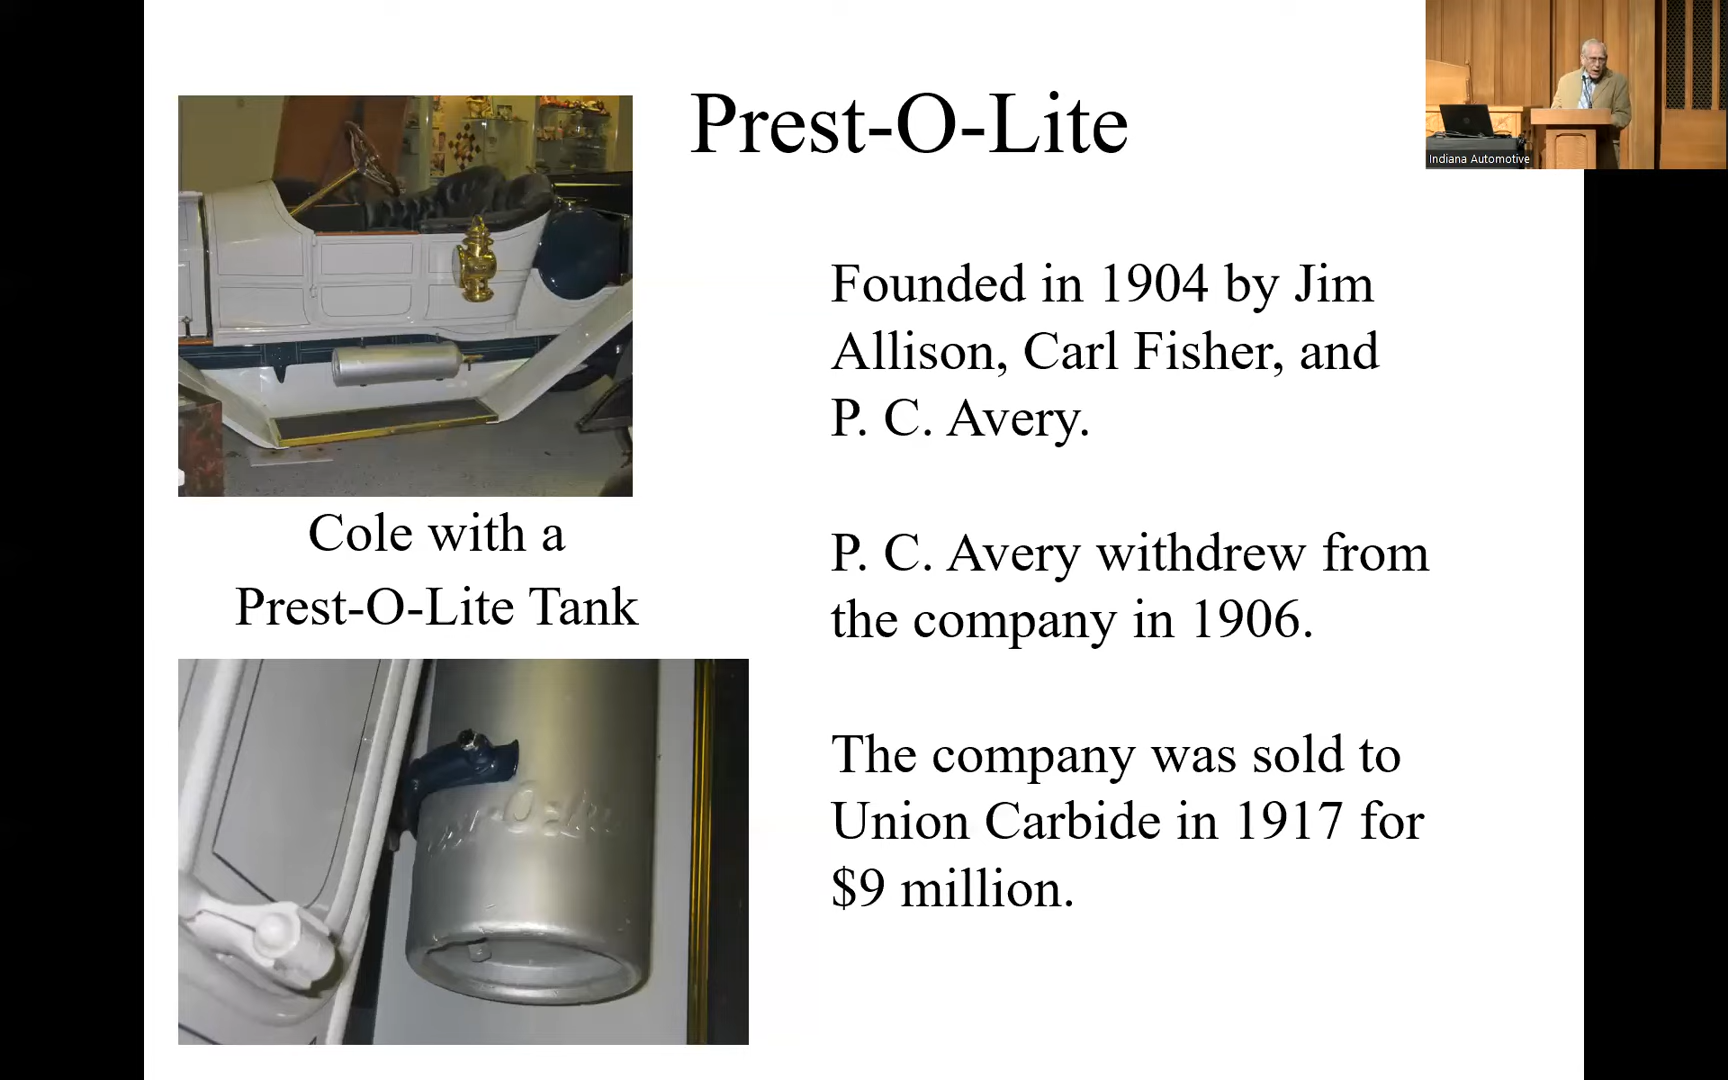 Prest-O-Lite
Indiana Automotive
Founded in 1904 by Jim
Allison, Carl Fisher, and
P. C. Avery.
P. C. Avery withdrew from
the company in 1906.
The company was sold to
Union Carbide in 1917 for
$9 million.
Cole with a
Prest-O-Lite Tank